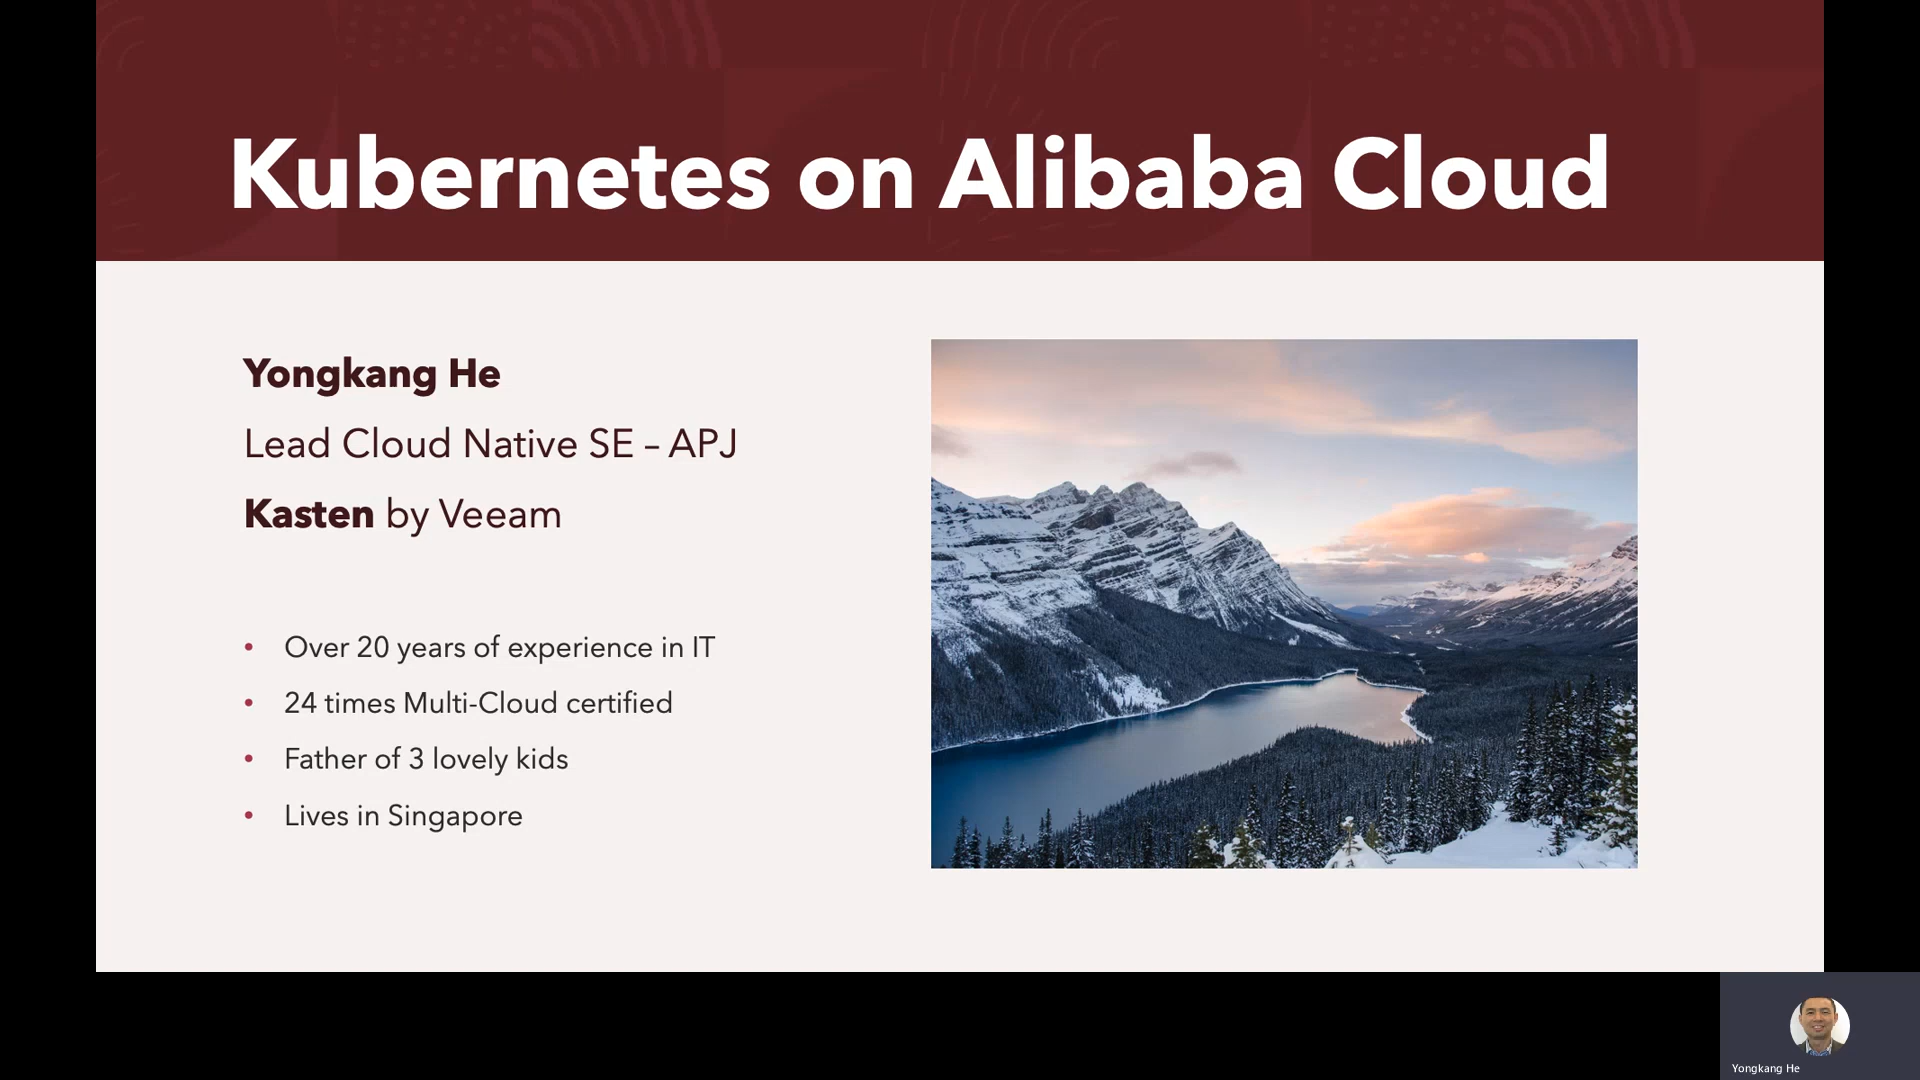 Kubernetes on Alibaba Cloud
Yongkang He
Lead Cloud Native SE – APJ
Kasten by Veeam
• Over 20 years of experience in IT
• 24 times Multi-Cloud certified
• Father of 3 lovely kids
• Lives in Singapore
Yongkang He